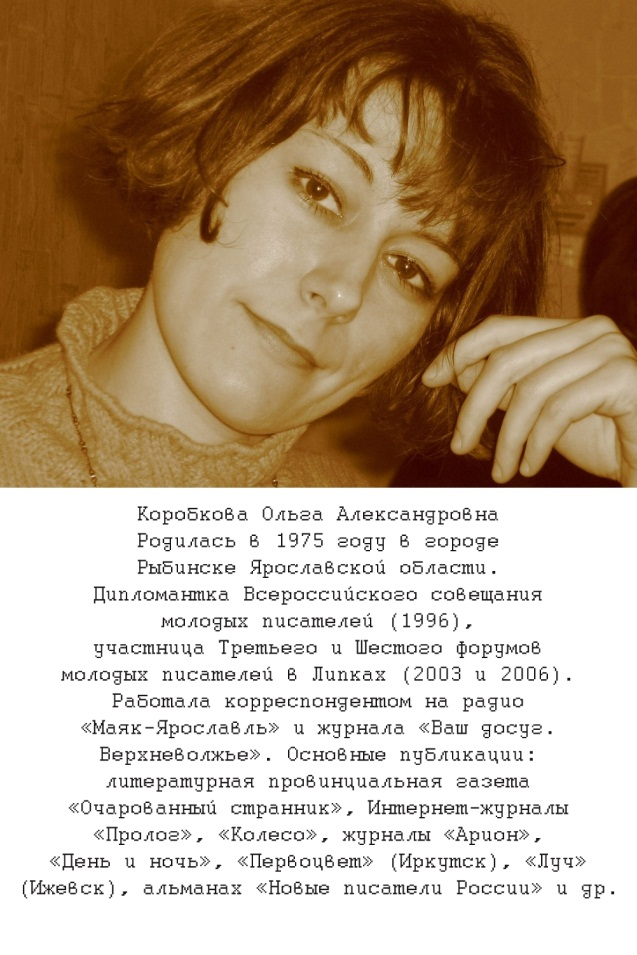 Коробкова Ольга Александровна
Родилась в 1975 году в городе
Рыбинске Ярославской области.
Дипломантка Всероссийского совещания
молодых писателей (1996),
участница Третьего и Шестого форумов
молодых писателей в Липках (2003 и 2006).
Работала корреспондентом на радио
«Маяк-Ярославль» и журнала «Ваш досуг.
Верхневолжье». Основные публикации:
литературная провинциальная газета
«Очарованный странник», Интернет-журналы
«Пролог», «Колесо», журналы «Арион»,
«День и ночь», «Первоцвет» (Иркутск), «Луч»
(Ижевск), альманах «Новые писатели России» и др.